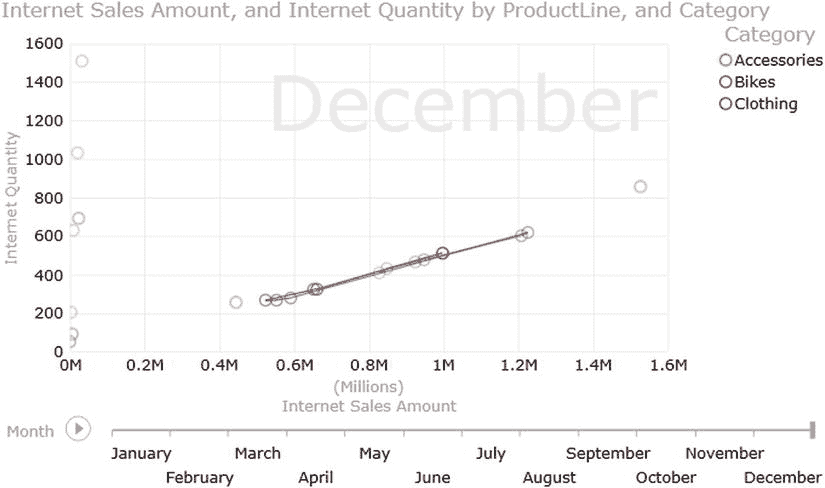 Internet Sales Amount, and Internet Quantity by ProductLine, and Category
Category
Accessories
Bikes
Clothing
December
Internet Quantity
1600
1400
1200
1000
800
600
400
200
0
0M 0.2M 0.4M 0.6M 0.8M 1M 1.2M 1.4M 1.6M
(Millions)
Internet Sales Amount
Month
January March May July September November
February April June August October December